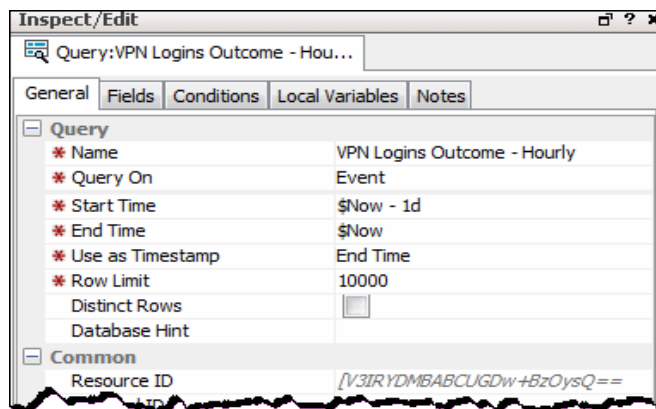 Inspect/Edit
Query:VPN Logins Outcome - Hou...
General Fields Conditions Local Variables Notes
Query
* Name VPN Logins Outcome - Hourly
* Query On Event
* Start Time $Now - 1d
* End Time $Now
* Use as Timestamp End Time
* Row Limit 10000
Distinct Rows
Database Hint
Common
Resource ID [V3IRYDMBABCUGDw+BzOysQ==